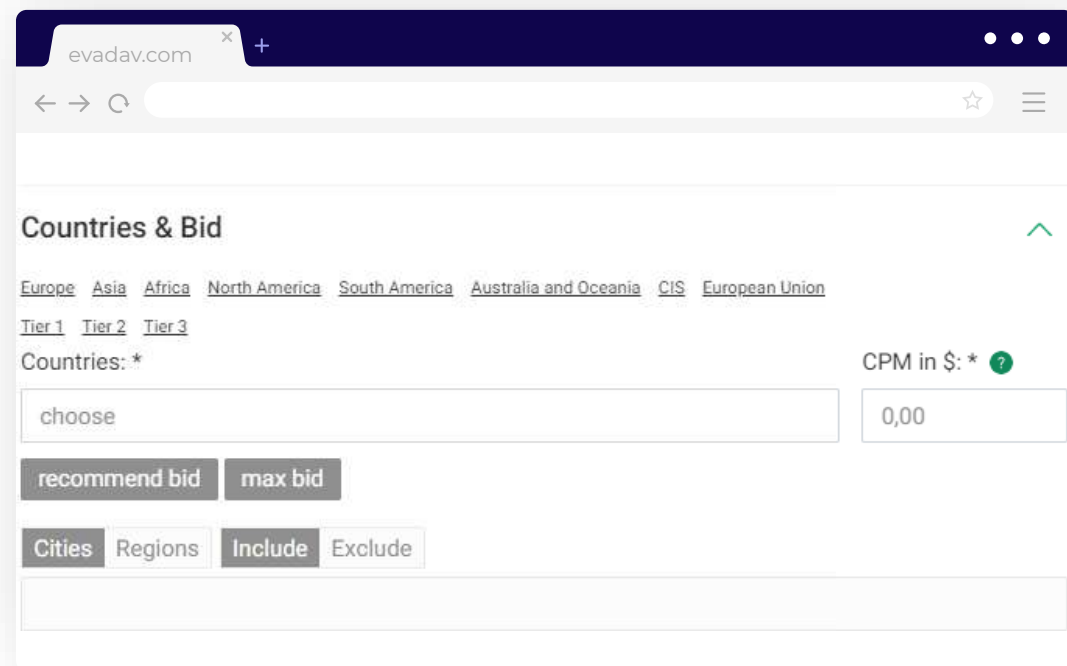 evadav.com
Countries & Bid
Europe Asia Africa North America South America Australia and Oceania CIS European Union
Tier 1 Tier 2 Tier 3
Countries: * CPM in $: * ?
choose 0,00
recommend bid max bid
Cities Regions Include Exclude